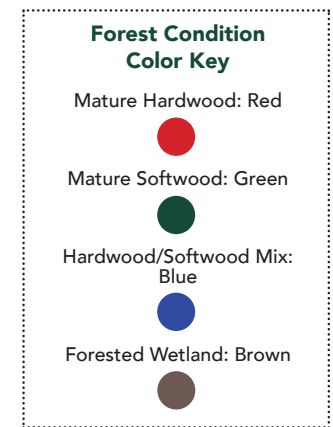 Forest Condition
Color Key
Mature Hardwood: Red
Mature Softwood: Green
Hardwood/Softwood Mix:
Blue
Forested Wetland: Brown